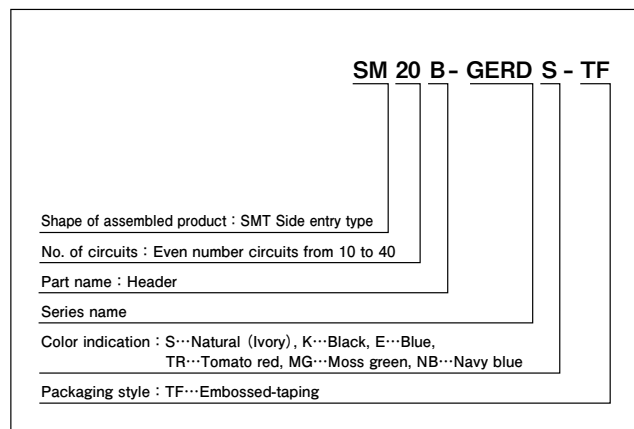 SM 20 B - GERD S - TF
Shape of assembled product : SMT Side entry type
No. of circuits : Even number circuits from 10 to 40
Part name : Header
Series name
Color indication : S…Natural (Ivory), K…Black, E…Blue,
TR…Tomato red, MG…Moss green, NB…Navy blue
Packaging style : TF…Embossed-taping